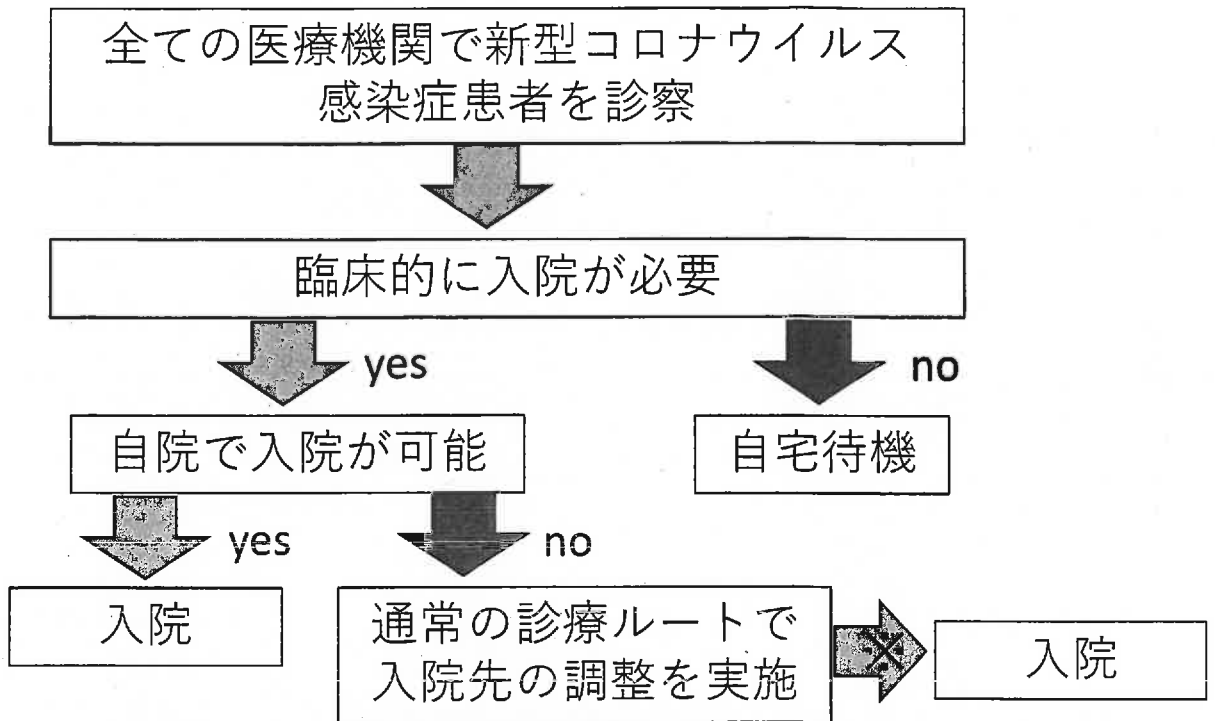 全ての医療機関で新型コロナウイルス
感染症患者を診察
臨床的に入院が必要
yes
no
自院で入院が可能
自宅待機
yes
no
入院
通常の診療ルートで
入院先の調整を実施
※
入院